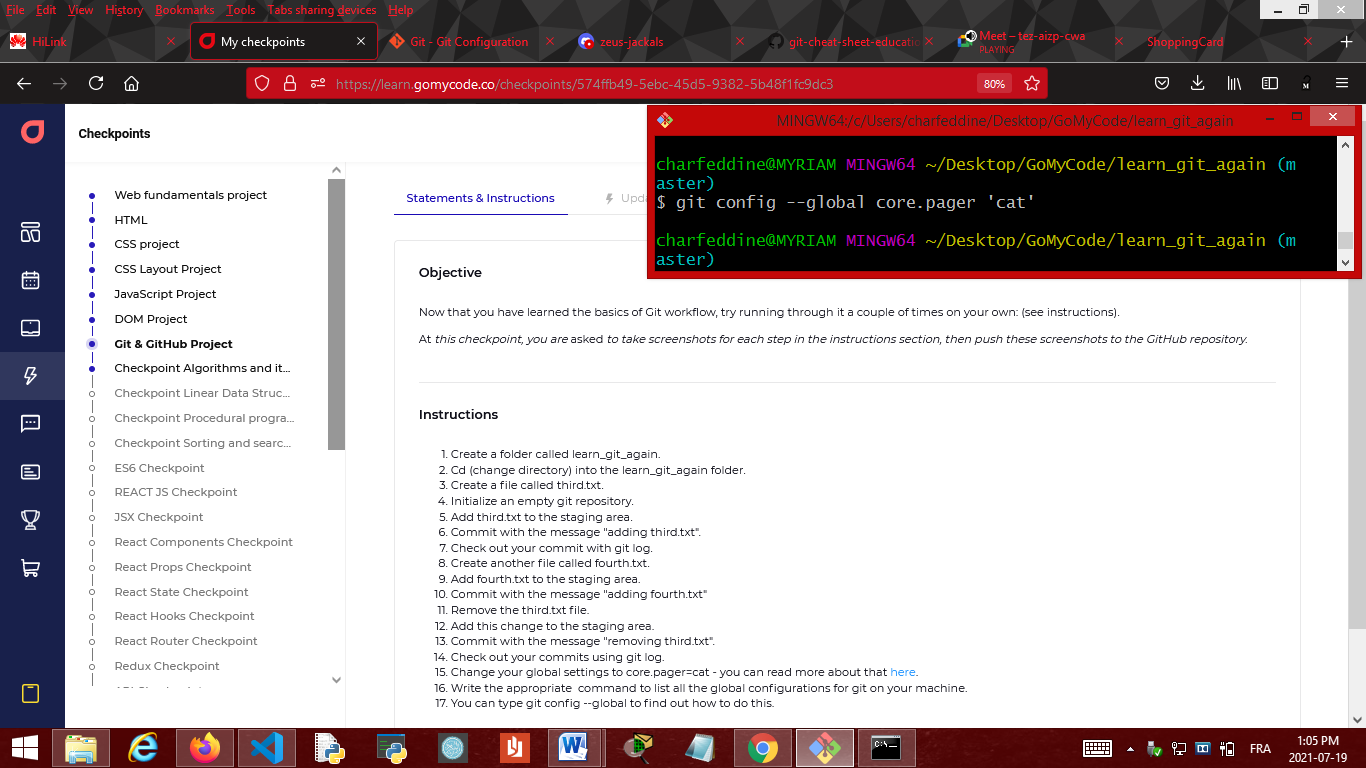 File Edit View History Bookmarks Tools Tabs sharing devices Help
HiLink
My checkpoints
Git - Git Configuration
zeus-jackals
git-cheat-sheet-educatio
Meet – tez-aizp-cwa
PLAYING
ShoppingCard
https://learn.gomycode.co/checkpoints/574ffb49-5ebc-45d5-9382-5b48f1fc9dc3
80%
Checkpoints
Web fundamentals project
HTML
CSS project
CSS Layout Project
JavaScript Project
DOM Project
Git & GitHub Project
Checkpoint Algorithms and it...
Checkpoint Linear Data Struc...
Checkpoint Procedural progra...
Checkpoint Sorting and searc...
ES6 Checkpoint
REACT JS Checkpoint
JSX Checkpoint
React Components Checkpoint
React Props Checkpoint
React State Checkpoint
React Hooks Checkpoint
React Router Checkpoint
Redux Checkpoint
Statements & Instructions
Upda
MINGW64:/c/Users/charfeddine/Desktop/GoMyCode/learn_git_again
charfeddine@MYRIAM MINGW64 ~/Desktop/GoMyCode/learn_git_again (m
aster)
$ git config --global core.pager 'cat'
charfeddine@MYRIAM MINGW64 ~/Desktop/GoMyCode/learn_git_again (m
aster)
Objective
Now that you have learned the basics of Git workflow, try running through it a couple of times on your own: (see instructions).
At this checkpoint, you are asked to take screenshots for each step in the instructions section, then push these screenshots to the GitHub repository.
Instructions
1. Create a folder called learn_git_again.
2. Cd (change directory) into the learn_git_again folder.
3. Create a file called third.txt.
4. Initialize an empty git repository.
5. Add third.txt to the staging area.
6. Commit with the message "adding third.txt".
7. Check out your commit with git log.
8. Create another file called fourth.txt.
9. Add fourth.txt to the staging area.
10. Commit with the message "adding fourth.txt"
11. Remove the third.txt file.
12. Add this change to the staging area.
13. Commit with the message "removing third.txt".
14. Check out your commits using git log.
15. Change your global settings to core.pager=cat - you can read more about that here.
16. Write the appropriate command to list all the global configurations for git on your machine.
17. You can type git config --global to find out how to do this.
FRA
1:05 PM
2021-07-19